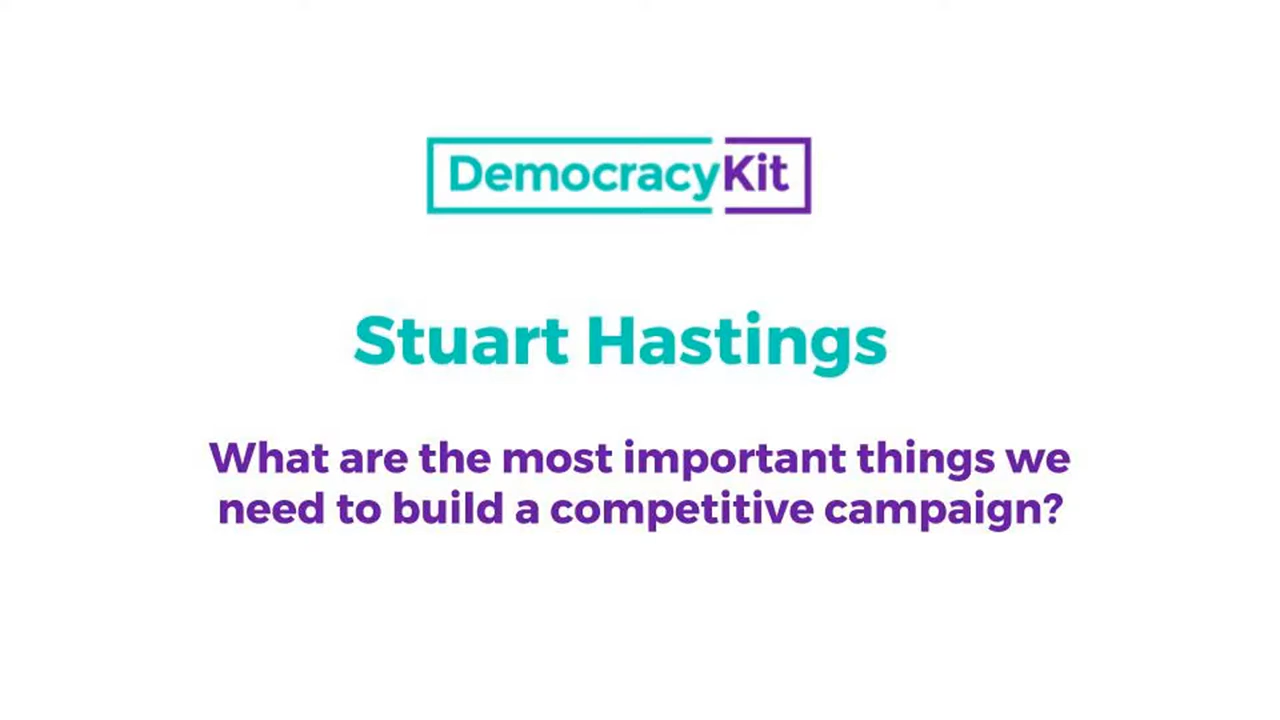 DemocracyKit
Stuart Hastings
What are the most important things we
need to build a competitive campaign?